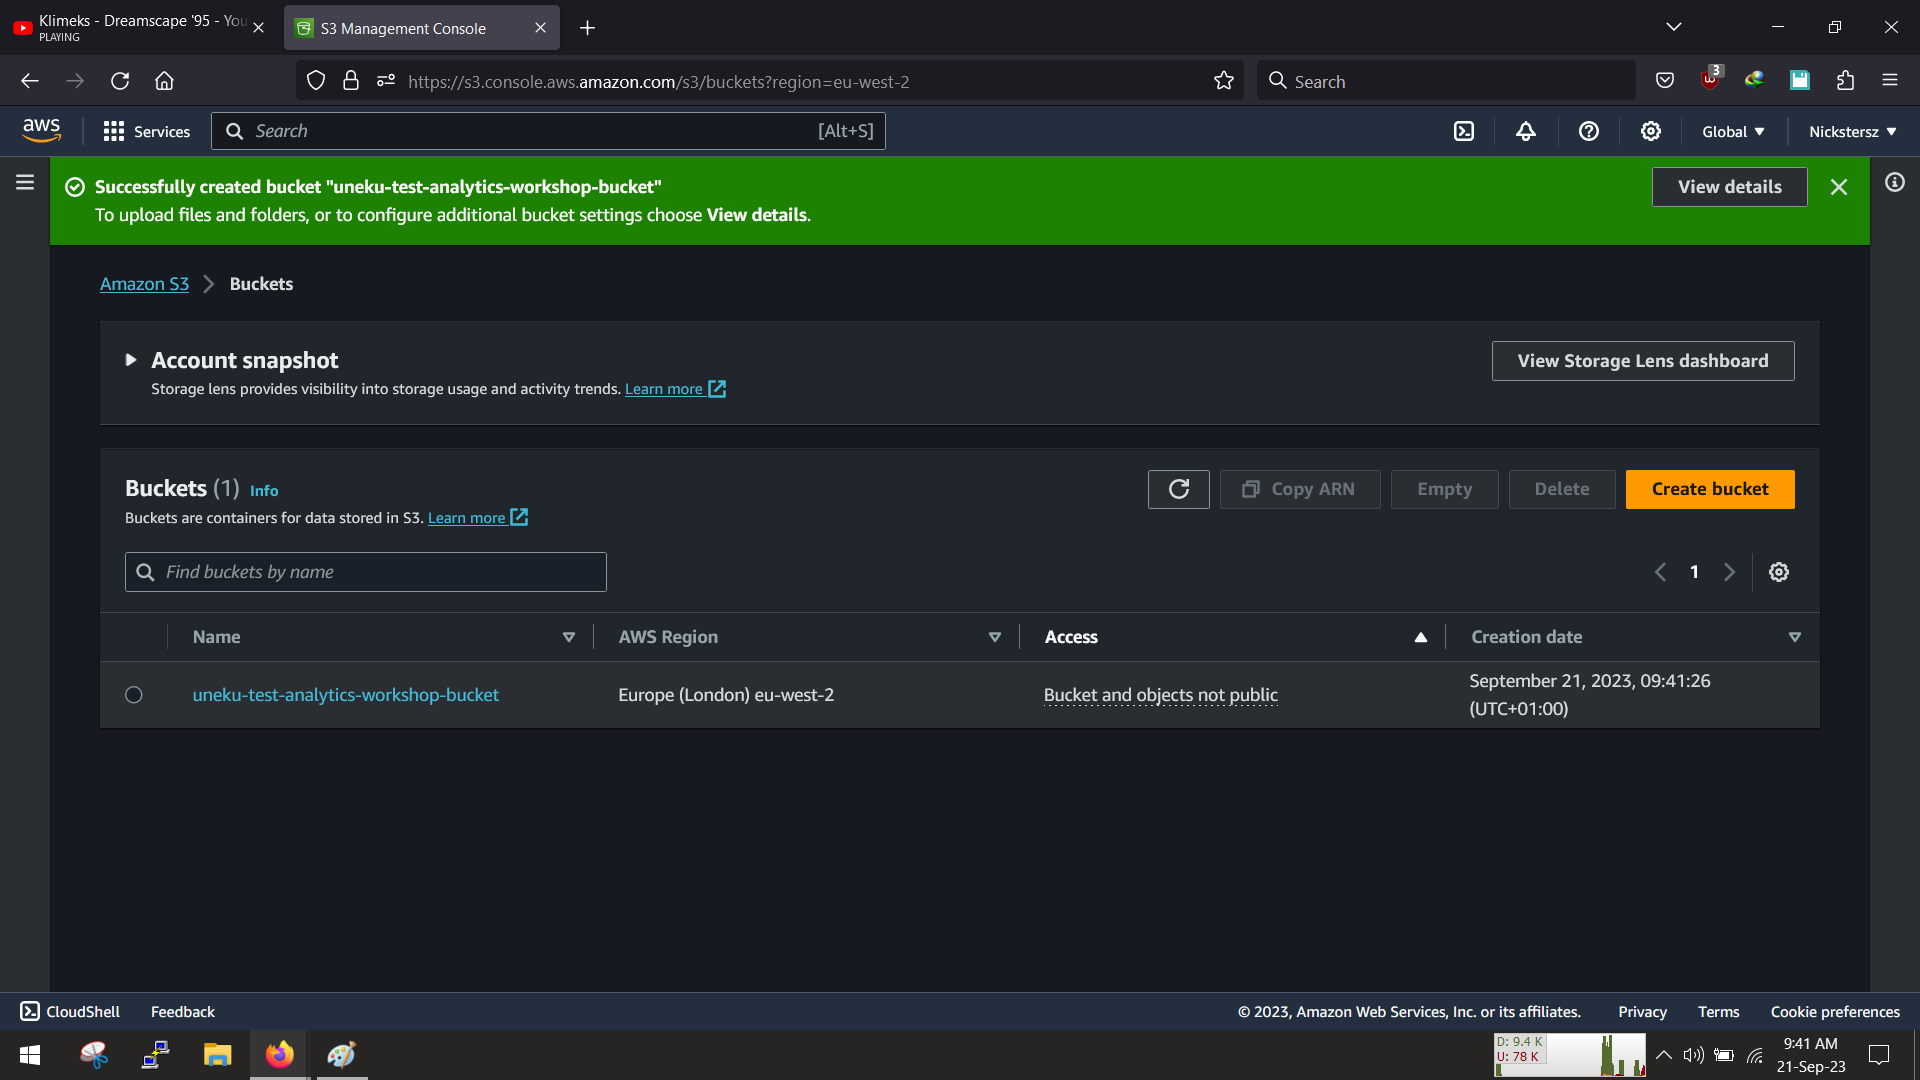 Klimeks - Dreamscape '95 - You
PLAYING
S3 Management Console
https://s3.console.aws.amazon.com/s3/buckets?region=eu-west-2
Search
3
aws
Services
Search
[Alt+S]
Global
Nickstersz
Successfully created bucket "uneku-test-analytics-workshop-bucket"
To upload files and folders, or to configure additional bucket settings choose View details.
View details
Amazon S3
Buckets
Account snapshot
Storage lens provides visibility into storage usage and activity trends. Learn more
View Storage Lens dashboard
Buckets (1) Info
Buckets are containers for data stored in S3. Learn more
Copy ARN
Empty
Delete
Create bucket
Find buckets by name
1
Name
AWS Region
Access
Creation date
uneku-test-analytics-workshop-bucket
Europe (London) eu-west-2
Bucket and objects not public
September 21, 2023, 09:41:26
(UTC+01:00)
CloudShell
Feedback
© 2023, Amazon Web Services, Inc. or its affiliates.
Privacy
Terms
Cookie preferences
D: 9.4 K
U: 78 K
9:41 AM
21-Sep-23